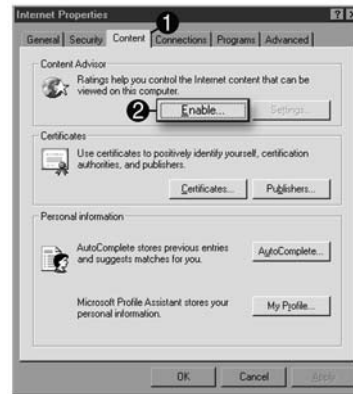 Internet Properties
1
General Security Content Connections Programs Advanced
Content Advisor
Ratings help you control the Internet content that can be
viewed on this computer.
2
Enable... Settings...
Certificates
Use certificates to positively identify yourself, certification
authorities, and publishers.
Certificates... Publishers...
Personal information
AutoComplete stores previous entries
and suggests matches for you.
AutoComplete...
Microsoft Profile Assistant stores your
personal information.
My Profile...
OK Cancel Apply